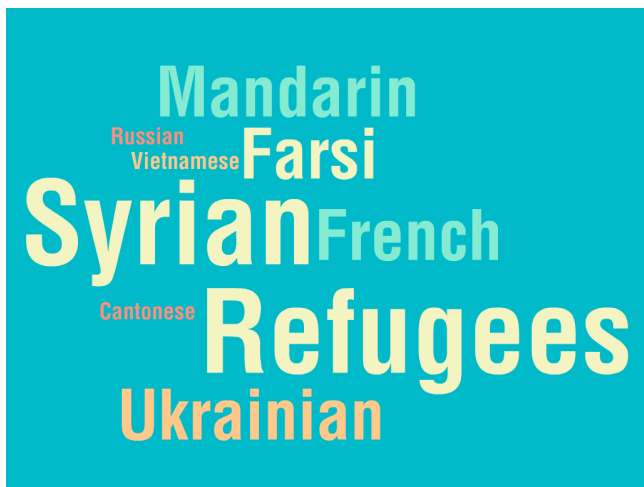 Mandarin
Russian
Vietnamese Farsi
Syrian French
Cantonese
Refugees
Ukrainian